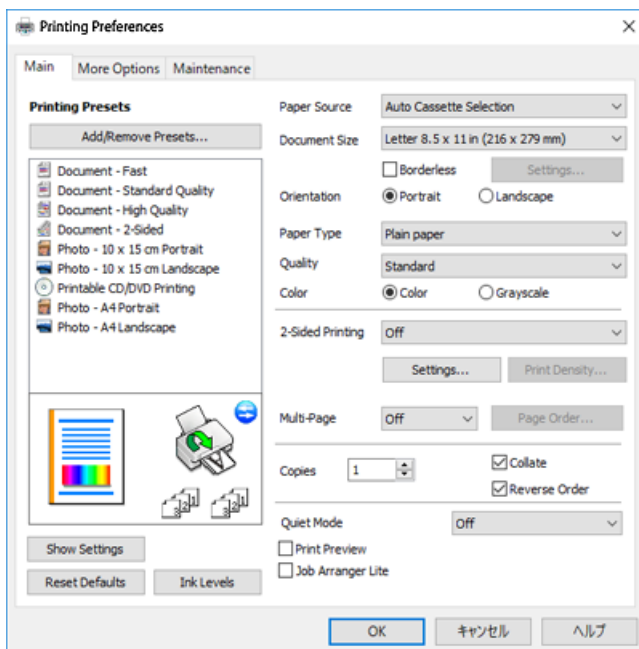 Printing Preferences
Main
More Options
Maintenance
Printing Presets
Add/Remove Presets...
Document - Fast
Document - Standard Quality
Document - High Quality
Document - 2-Sided
Photo - 10 x 15 cm Portrait
Photo - 10 x 15 cm Landscape
Printable CD/DVD Printing
Photo - A4 Portrait
Photo - A4 Landscape
Show Settings
Reset Defaults
Ink Levels
Paper Source
Auto Cassette Selection
Document Size
Letter 8.5 x 11 in (216 x 279 mm)
Borderless
Settings...
Orientation
Portrait
Landscape
Paper Type
Plain paper
Quality
Standard
Color
Color
Grayscale
2-Sided Printing
Off
Settings...
Print Density...
Multi-Page
Off
Page Order...
Copies
1
Collate
Reverse Order
Quiet Mode
Off
Print Preview
Job Arranger Lite
OK
キャンセル
ヘルプ